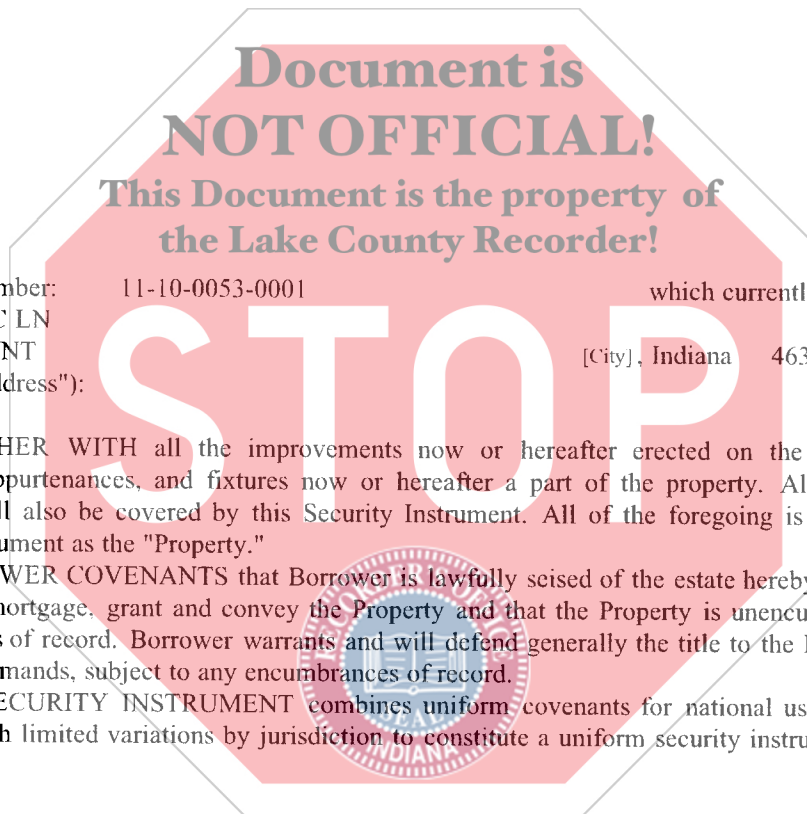 Document is
NOT OFFICIAL!
This Document is the property of
the Lake County Recorder!
mber: 11-10-0053-0001 which currentl
C LN
NT [City], Indiana 463
ddress"):
STOP
HER WITH all the improvements now or hereafter erected on the
ppurtenances, and fixtures now or hereafter a part of the property. Al
ll also be covered by this Security Instrument. All of the foregoing is
ument as the "Property."
WER COVENANTS that Borrower is lawfully seised of the estate hereby
mortgage, grant and convey the Property and that the Property is unencu
s of record. Borrower warrants and will defend generally the title to the
mands, subject to any encumbrances of record.
ECURITY INSTRUMENT combines uniform covenants for national us
h limited variations by jurisdiction to constitute a uniform security instru
RECORDER'S OFFICE
SEAL
INDIANA